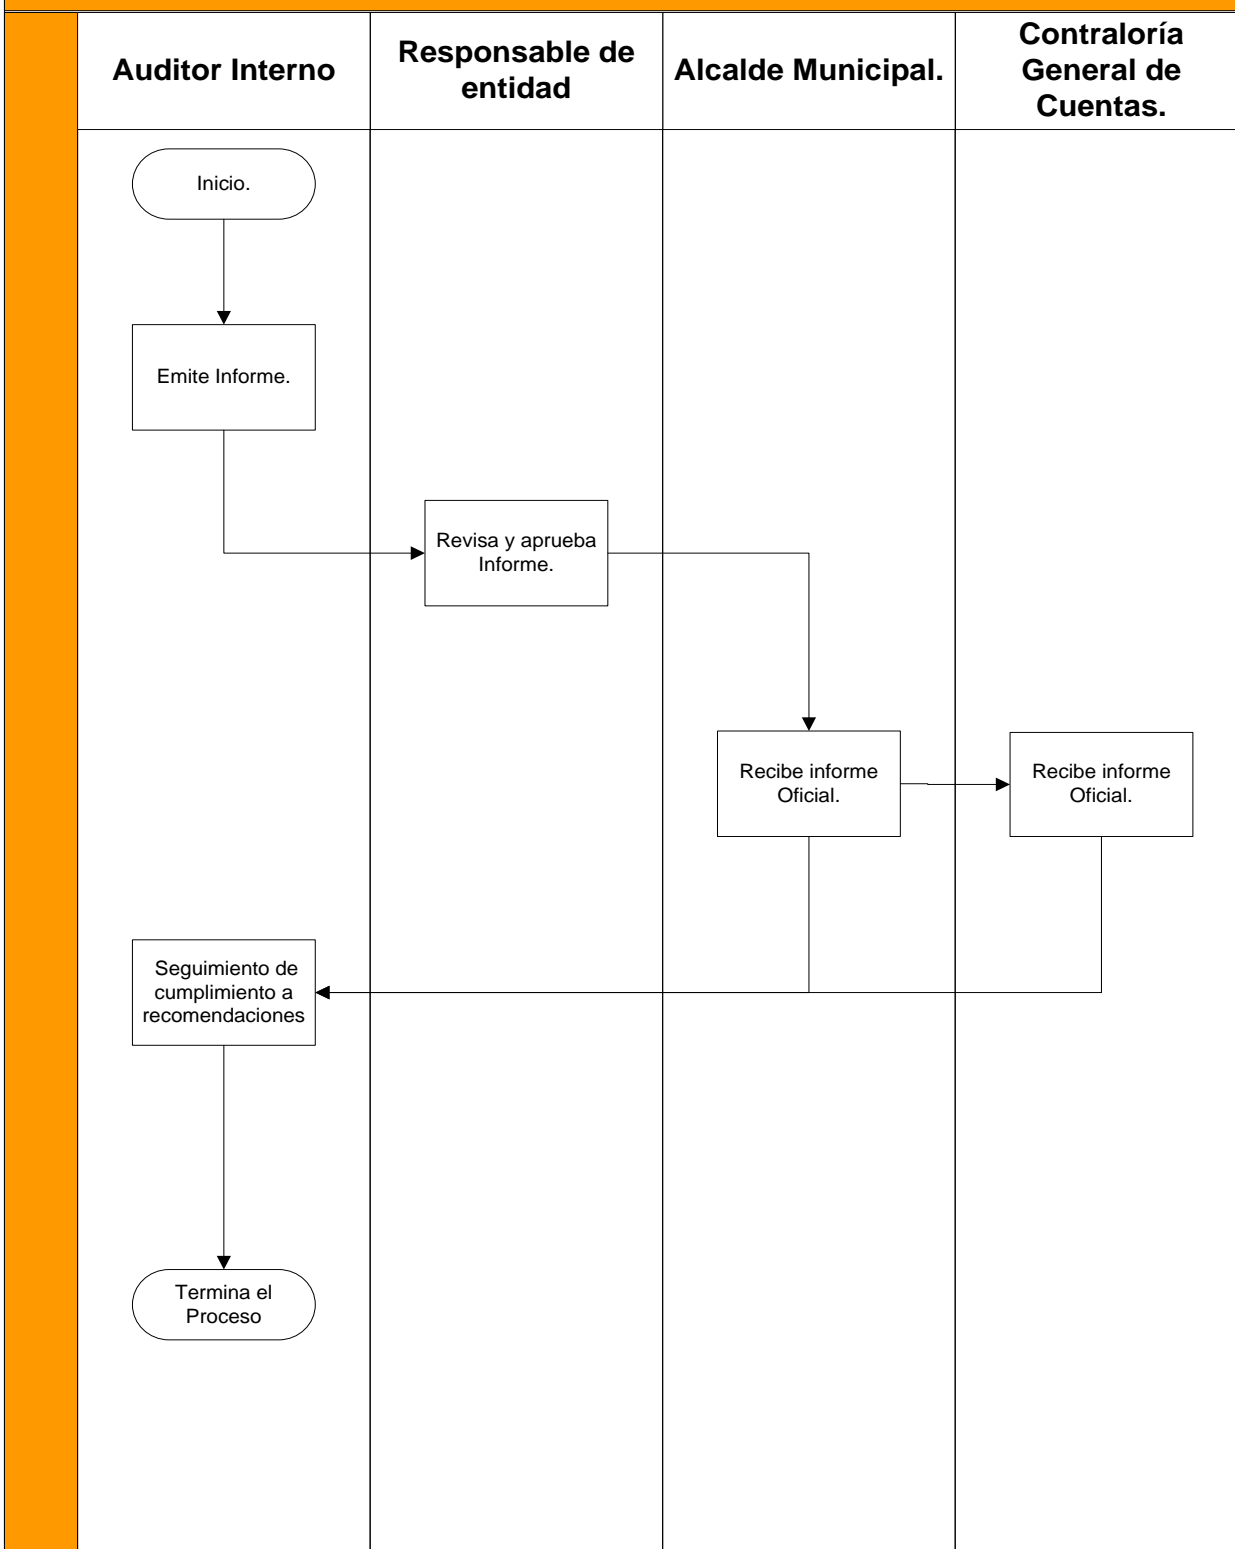 Auditor Interno
Responsable de
entidad
Alcalde Municipal.
Contraloría
General de
Cuentas.
Inicio.
Emite Informe.
Revisa y aprueba
Informe.
Recibe informe
Oficial.
Recibe informe
Oficial.
Seguimiento de
cumplimiento a
recomendaciones
Termina el
Proceso